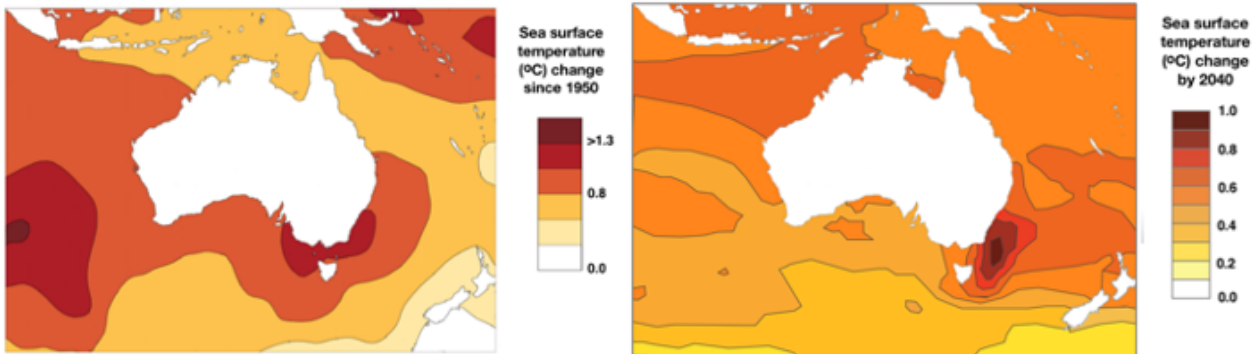 Sea surface
temperature
(ºC) change
since 1950
>1.3
0.8
0.0
Sea surface
temperature
(ºC) change
by 2040
1.0
0.8
0.6
0.4
0.2
0.0